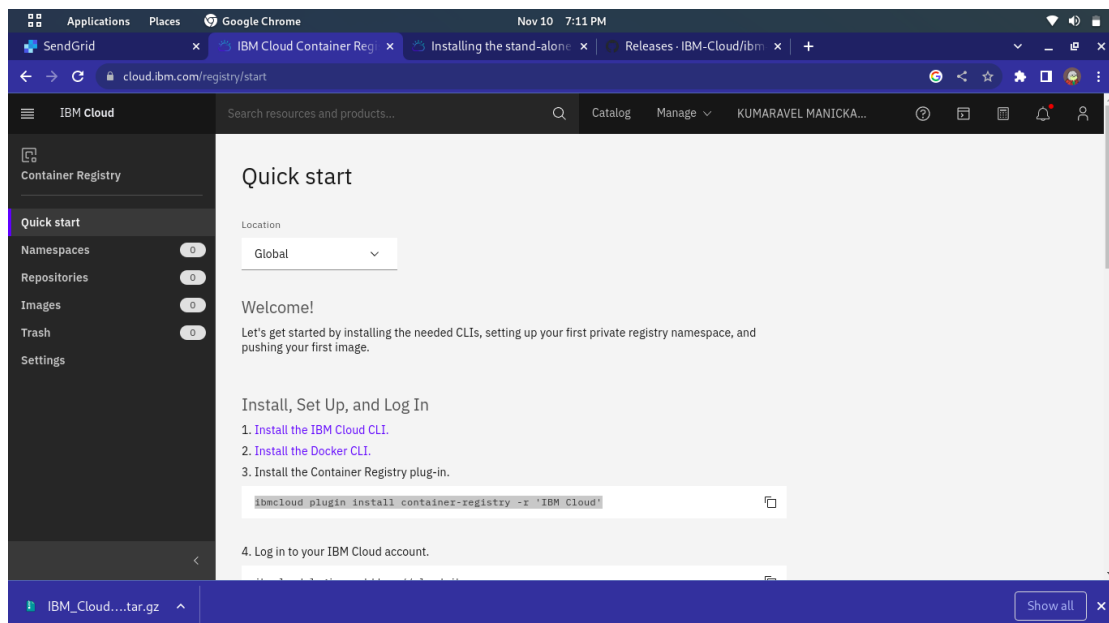 Applications Places Google Chrome Nov 10 7:11 PM
SendGrid
IBM Cloud Container Regi
Installing the stand-alone
Releases · IBM-Cloud/ibm
cloud.ibm.com/registry/start
IBM Cloud
Search resources and products...
Catalog
Manage
KUMARAVEL MANICKA...
Container Registry
Quick start
Namespaces 0
Repositories 0
Images 0
Trash 0
Settings
Quick start
Location
Global
Welcome!
Let's get started by installing the needed CLIs, setting up your first private registry namespace, and
pushing your first image.
Install, Set Up, and Log In
1. Install the IBM Cloud CLI.
2. Install the Docker CLI.
3. Install the Container Registry plug-in.
ibmcloud plugin install container-registry -r 'IBM Cloud'
4. Log in to your IBM Cloud account.
IBM_Cloud....tar.gz
Show all